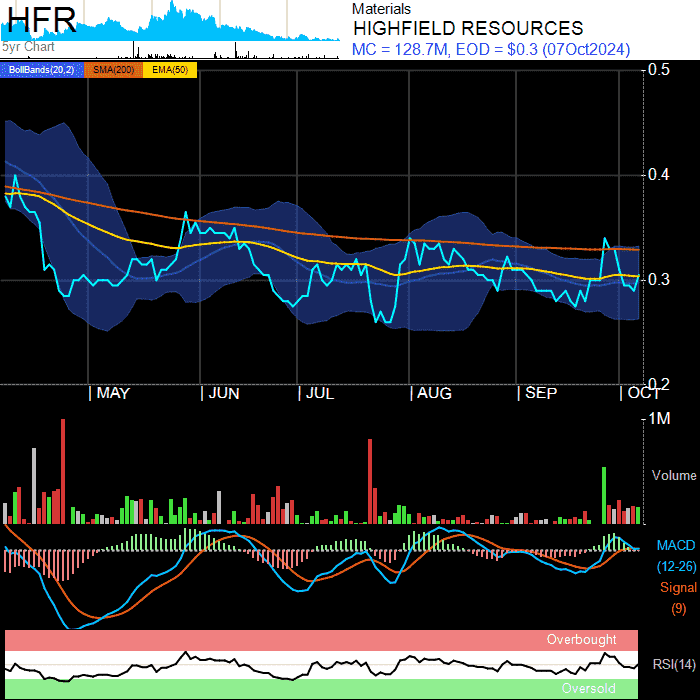 HFR
5yr Chart
Materials
HIGHFIELD RESOURCES
MC = 128.7M, EOD = $0.3 (07Oct2024)
BollBands(20,2) SMA(200) EMA(50)
0.5
0.4
0.3
0.2
MAY JUN JUL AUG SEP OCT
1M
Volume
MACD
(12-26)
Signal
(9)
Overbought
RSI(14)
Oversold